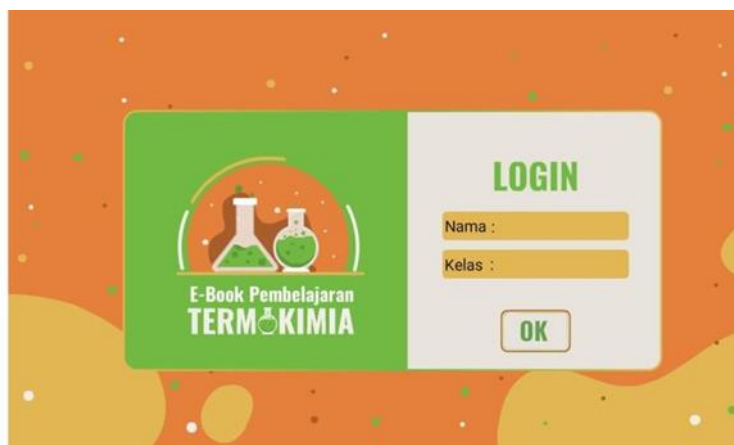 E-Book Pembelajaran
TERMOKIMIA
LOGIN
Nama :
Kelas :
OK